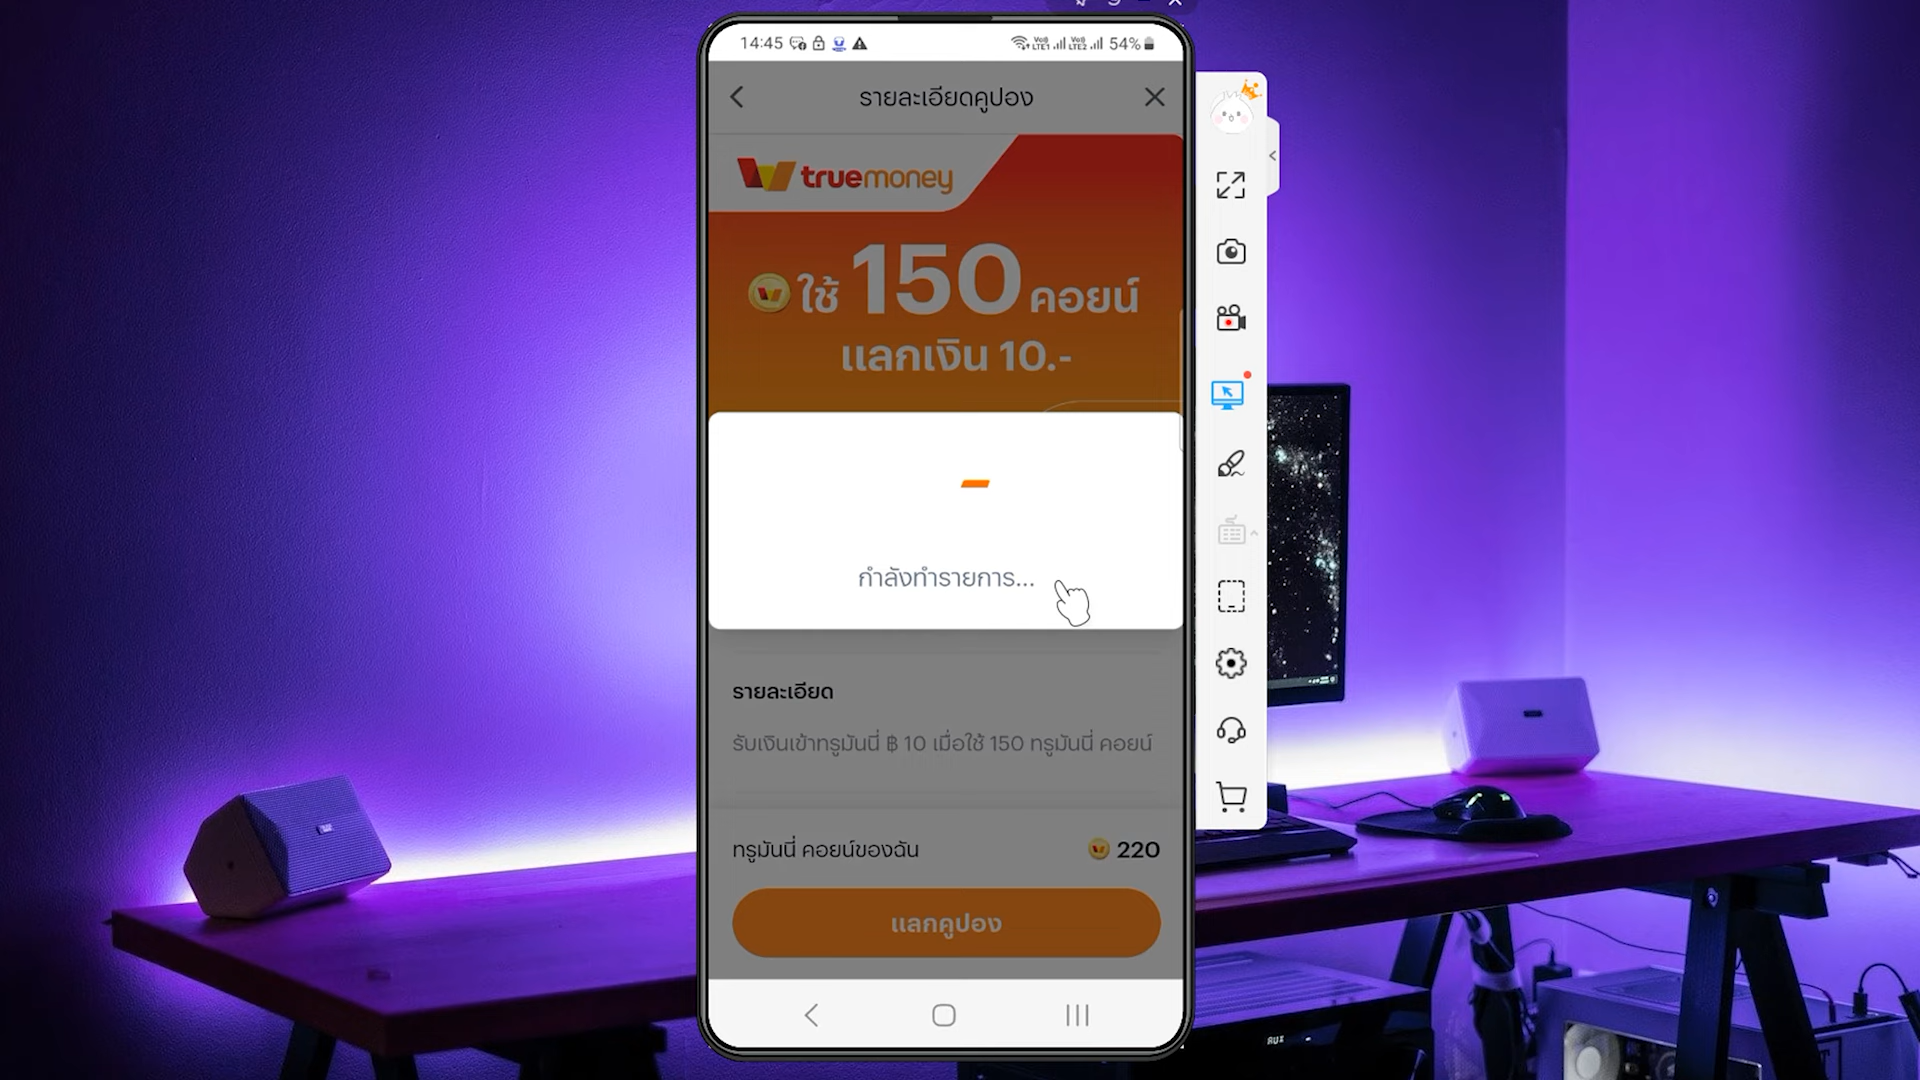 14:45
Vo)) LTE1 Vo)) LTE2 54%
รายละเอียดคูปอง
truemoney
ใช้ 150 คอยน์
แลกเงิน 10.-
กำลังทำรายการ...
รายละเอียด
รับเงินเข้าทรูมันนี่ ฿ 10 เมื่อใช้ 150 ทรูมันนี่ คอยน์
ทรูมันนี่ คอยน์ของฉัน 220
แลกคูปอง